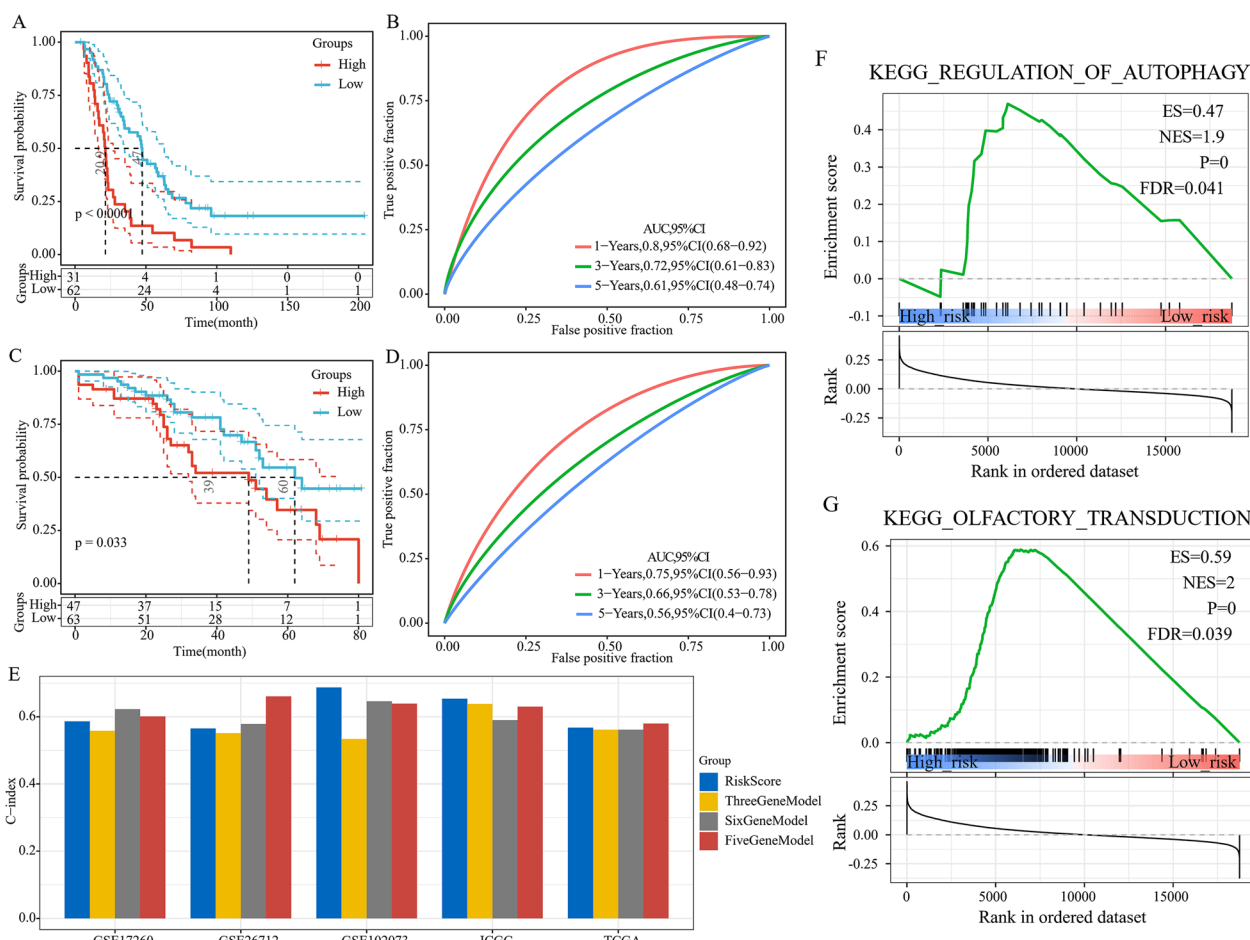 A
1.00
0.75
0.50
0.25
0.00
Survival probability
Groups
High
Low
20.9
47
p < 0.0001
Groups
High 31 4 1 0 0
Low 62 24 4 1 1
0 50 100 150 200
Time(month)
B
1.00
0.75
0.50
0.25
0.00
True positive fraction
AUC,95%CI
1−Years,0.8,95%CI(0.68−0.92)
3−Years,0.72,95%CI(0.61−0.83)
5−Years,0.61,95%CI(0.48−0.74)
0.00 0.25 0.50 0.75 1.00
False positive fraction
C
1.00
0.75
0.50
0.25
0.00
Survival probability
Groups
High
Low
39
60
p = 0.033
Groups
High 47 37 15 7 1
Low 63 51 28 12 1
0 20 40 60 80
Time(month)
D
1.00
0.75
0.50
0.25
0.00
True positive fraction
AUC,95%CI
1−Years,0.75,95%CI(0.56−0.93)
3−Years,0.66,95%CI(0.53−0.78)
5−Years,0.56,95%CI(0.4−0.73)
0.00 0.25 0.50 0.75 1.00
False positive fraction
E
0.6
0.4
0.2
0.0
C−index
Group
RiskScore
ThreeGeneModel
SixGeneModel
FiveGeneModel
F
KEGG_REGULATION_OF_AUTOPHAGY
ES=0.47
NES=1.9
P=0
FDR=0.041
0.4
0.3
0.2
0.1
0.0
-0.1
Enrichment score
High_risk
Low_risk
0.25
0.00
-0.25
Rank
0 5000 10000 15000
Rank in ordered dataset
G
KEGG_OLFACTORY_TRANSDUCTION
ES=0.59
NES=2
P=0
FDR=0.039
0.6
0.4
0.2
0.0
Enrichment score
High_risk
Low_risk
0.25
0.00
-0.25
Rank
0 5000 10000 15000
Rank in ordered dataset